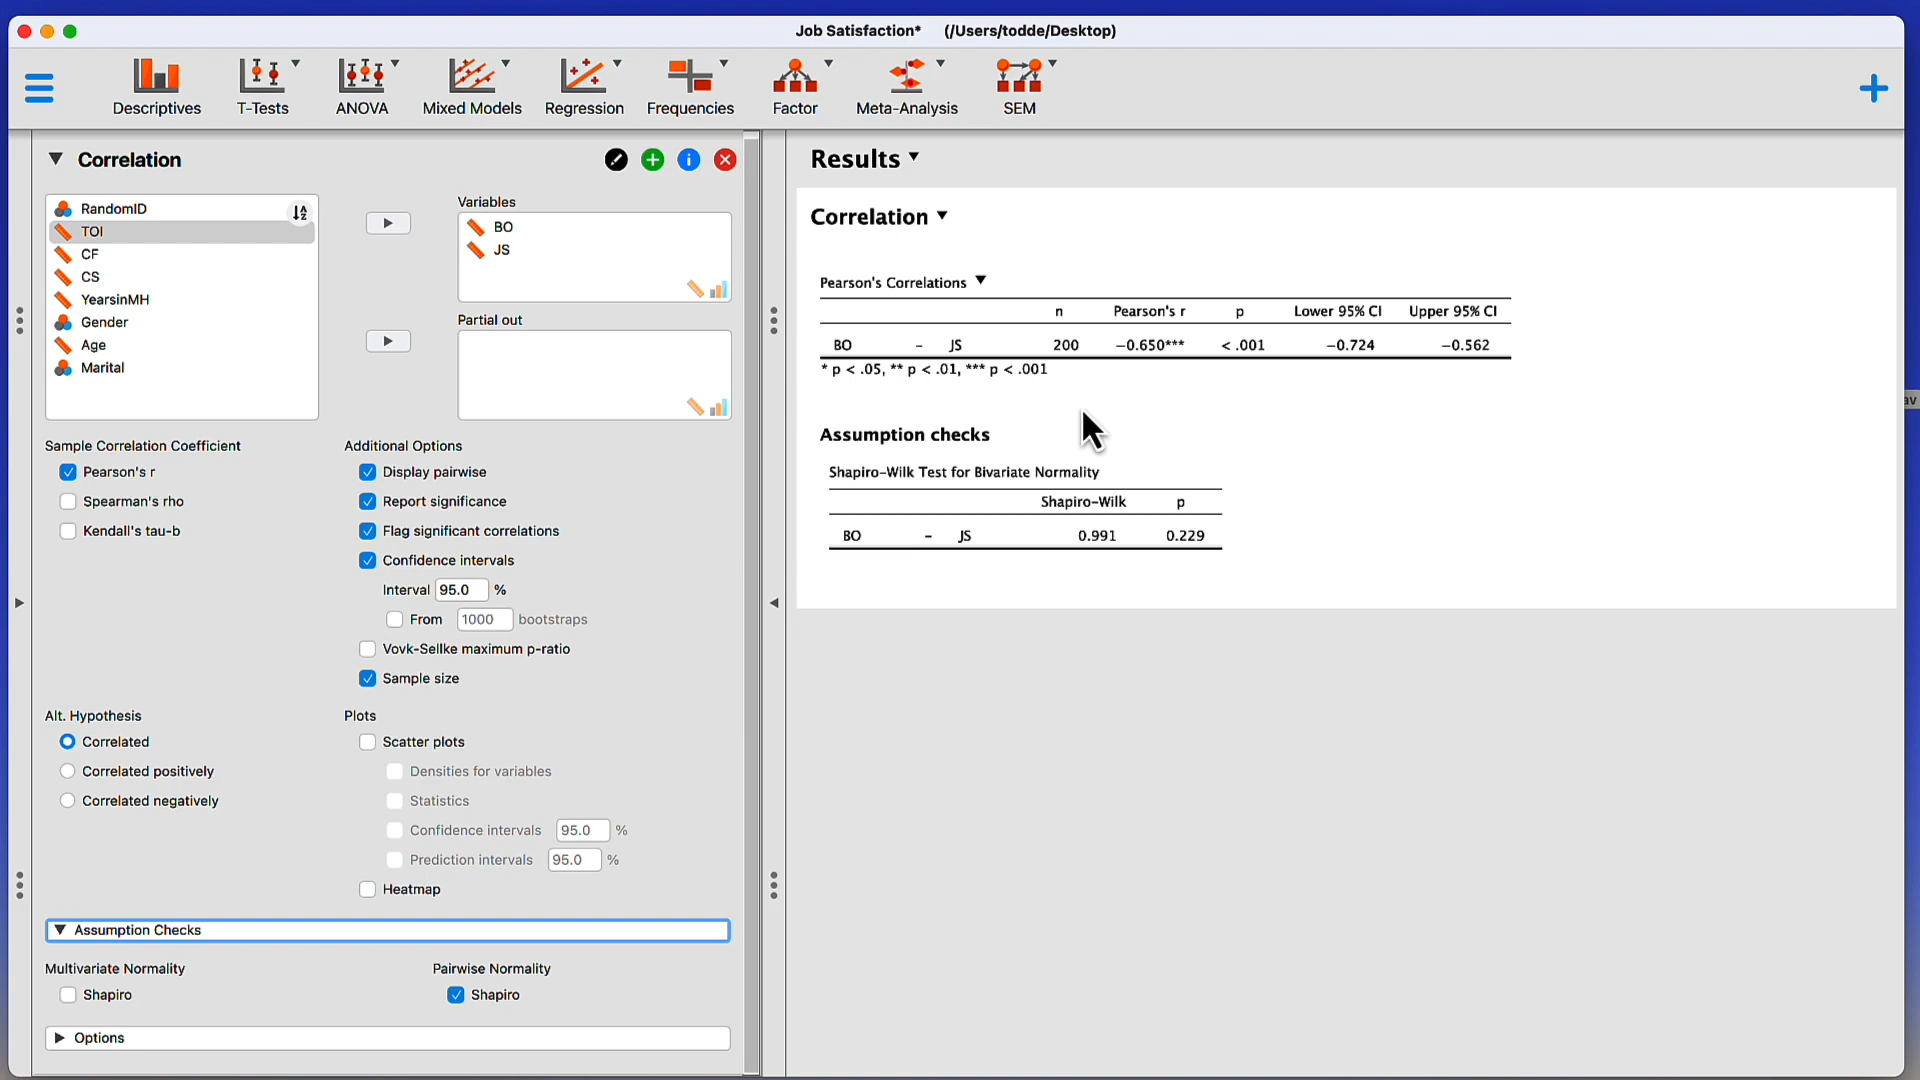 Job Satisfaction* (/Users/todde/Desktop)
Descriptives T-Tests ANOVA Mixed Models Regression Frequencies Factor Meta-Analysis SEM
Correlation
RandomID
TOI
CF
CS
YearsinMH
Gender
Age
Marital
Variables
BO
JS
Partial out
Sample Correlation Coefficient
Pearson's r
Spearman's rho
Kendall's tau-b
Additional Options
Display pairwise
Report significance
Flag significant correlations
Confidence intervals
Interval 95.0 %
From 1000 bootstraps
Vovk-Sellke maximum p-ratio
Sample size
Alt. Hypothesis
Correlated
Correlated positively
Correlated negatively
Plots
Scatter plots
Densities for variables
Statistics
Confidence intervals 95.0 %
Prediction intervals 95.0 %
Heatmap
Assumption Checks
Multivariate Normality
Shapiro
Pairwise Normality
Shapiro
Options
Results
Correlation
Pearson's Correlations
n Pearson's r p Lower 95% CI Upper 95% CI
BO – JS 200 −0.650*** < .001 −0.724 −0.562
* p < .05, ** p < .01, *** p < .001
Assumption checks
Shapiro-Wilk Test for Bivariate Normality
Shapiro-Wilk p
BO – JS 0.991 0.229
av